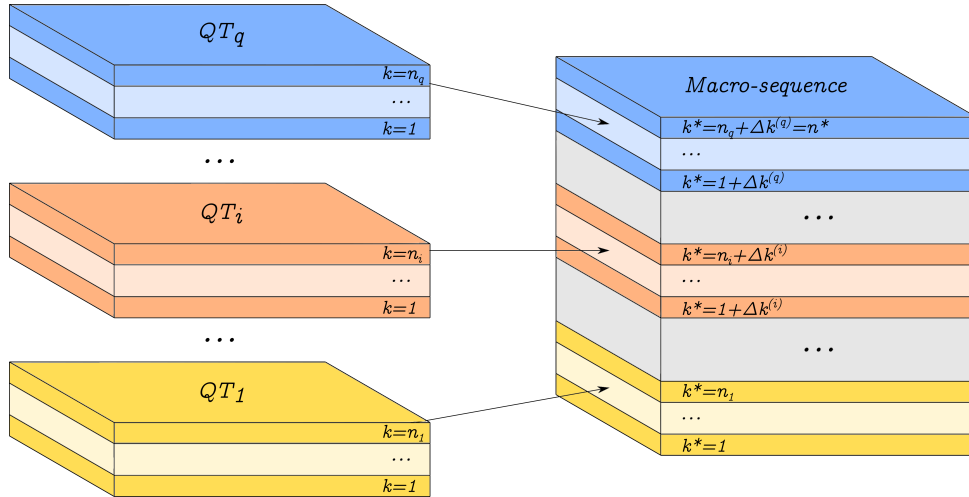 QT_q
k=n_q
...
k=1
...
QT_i
k=n_i
...
k=1
...
QT_1
k=n_1
...
k=1
Macro-sequence
k*=n_q+Δk^(q)=n*
...
k*=1+Δk^(q)
...
k*=n_i+Δk^(i)
...
k*=1+Δk^(i)
...
k*=n_1
...
k*=1